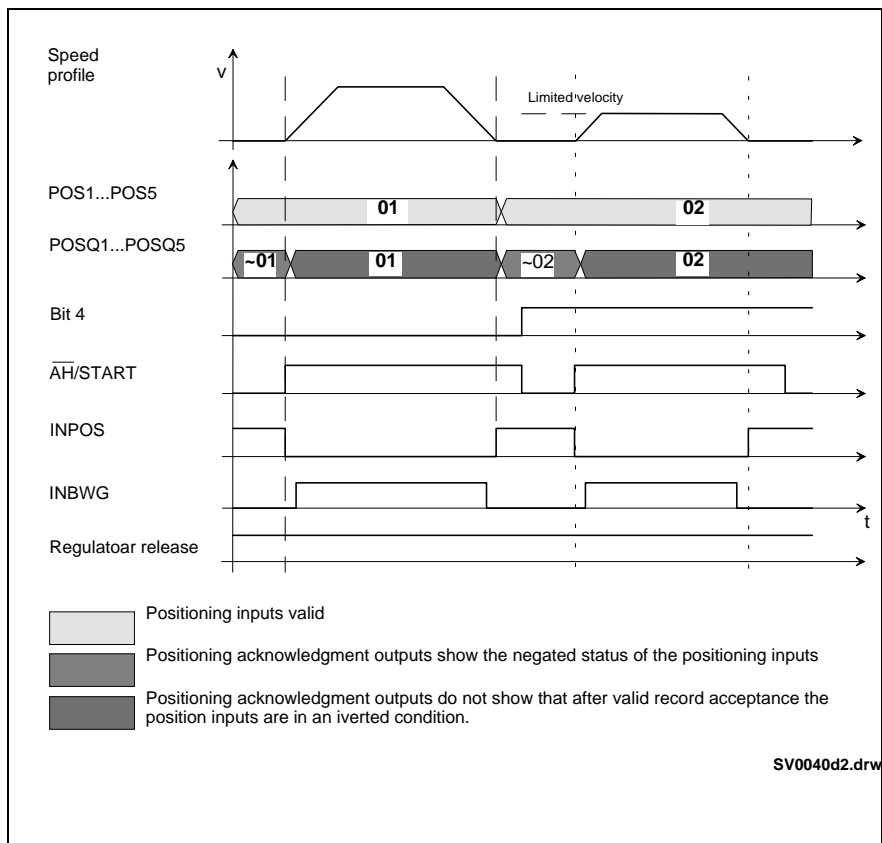 Speed
profile
v
Limited velocity
POS1...POS5
01
02
POSQ1...POSQ5
~01
01
~02
02
Bit 4
AH/START
INPOS
INBWG
t
Regulatoar release
Positioning inputs valid
Positioning acknowledgment outputs show the negated status of the positioning inputs
Positioning acknowledgment outputs do not show that after valid record acceptance the
position inputs are in an iverted condition.
SV0040d2.drw